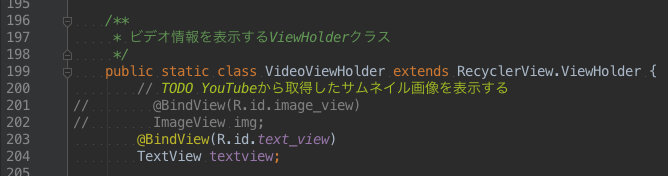 195
196 /**
197 * ビデオ情報を表示するViewHolderクラス
198 */
199 public static class VideoViewHolder extends RecyclerView.ViewHolder {
200 // TODO YouTubeから取得したサムネイル画像を表示する
201 // @BindView(R.id.image_view)
202 // ImageView img;
203 @BindView(R.id.text_view)
204 TextView textview;
205